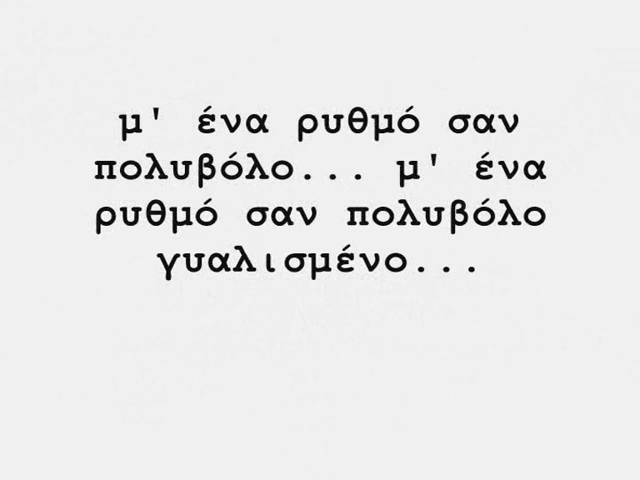 μ' ένα ρυθμό σαν
πολυβόλο... μ' ένα
ρυθμό σαν πολυβόλο
γυαλισμένο...